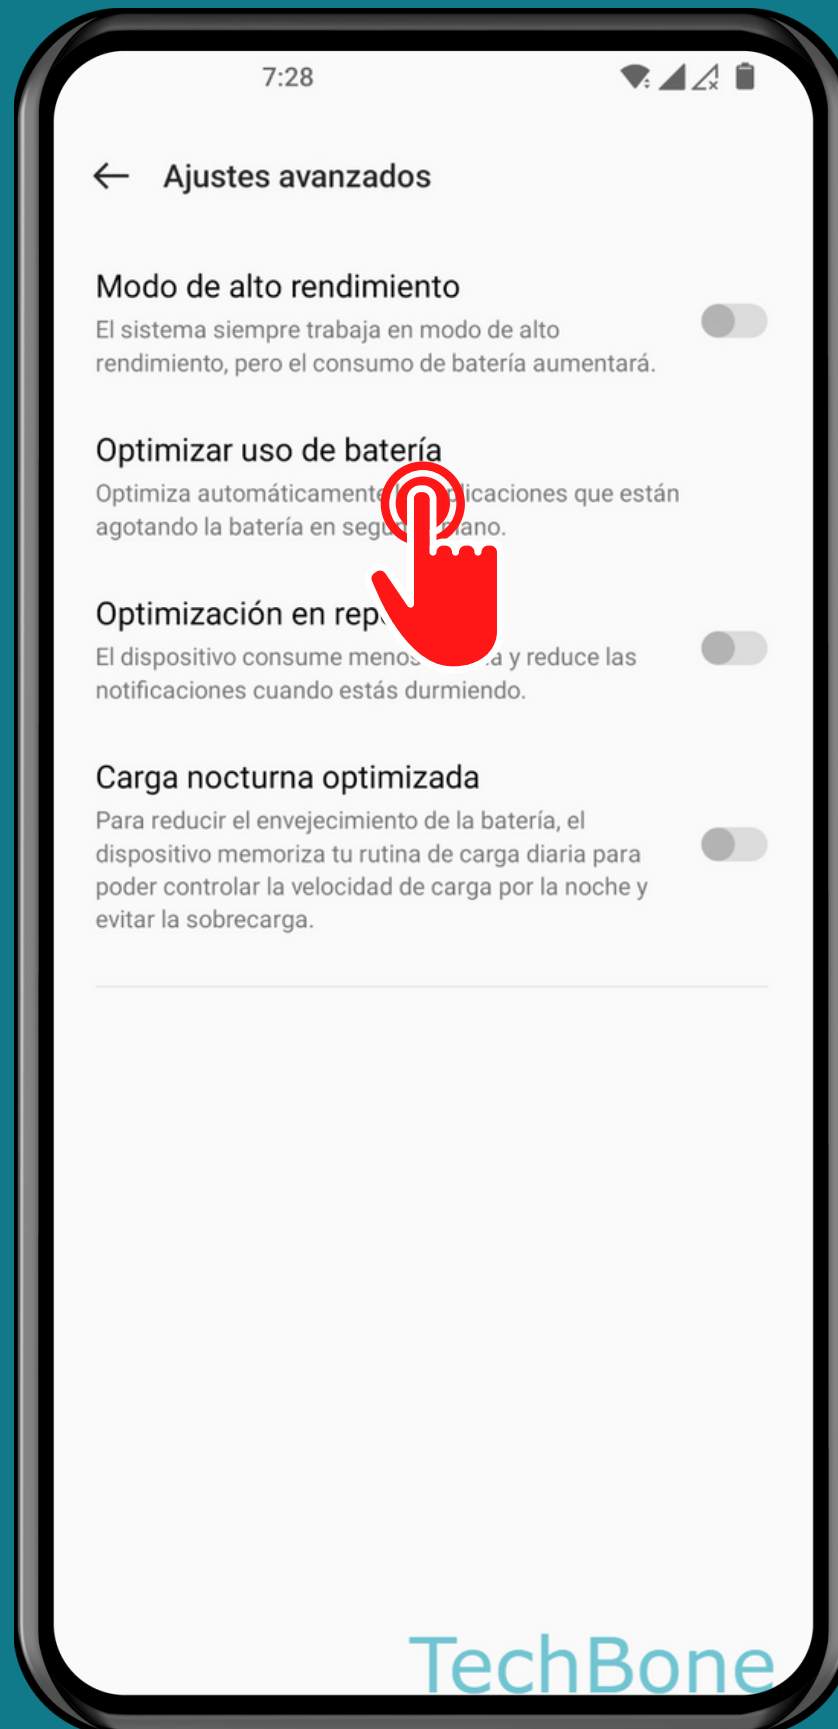 7:28
Ajustes avanzados
Modo de alto rendimiento
El sistema siempre trabaja en modo de alto
rendimiento, pero el consumo de batería aumentará.
Optimizar uso de batería
Optimiza automáticamente que están
agotando la batería en
Optimización en
El dispositivo consume menos y reduce las
notificaciones cuando estás durmiendo.
Carga nocturna optimizada
Para reducir el envejecimiento de la batería, el
dispositivo memoriza tu rutina de carga diaria para
poder controlar la velocidad de carga por la noche y
evitar la sobrecarga.
TechBone